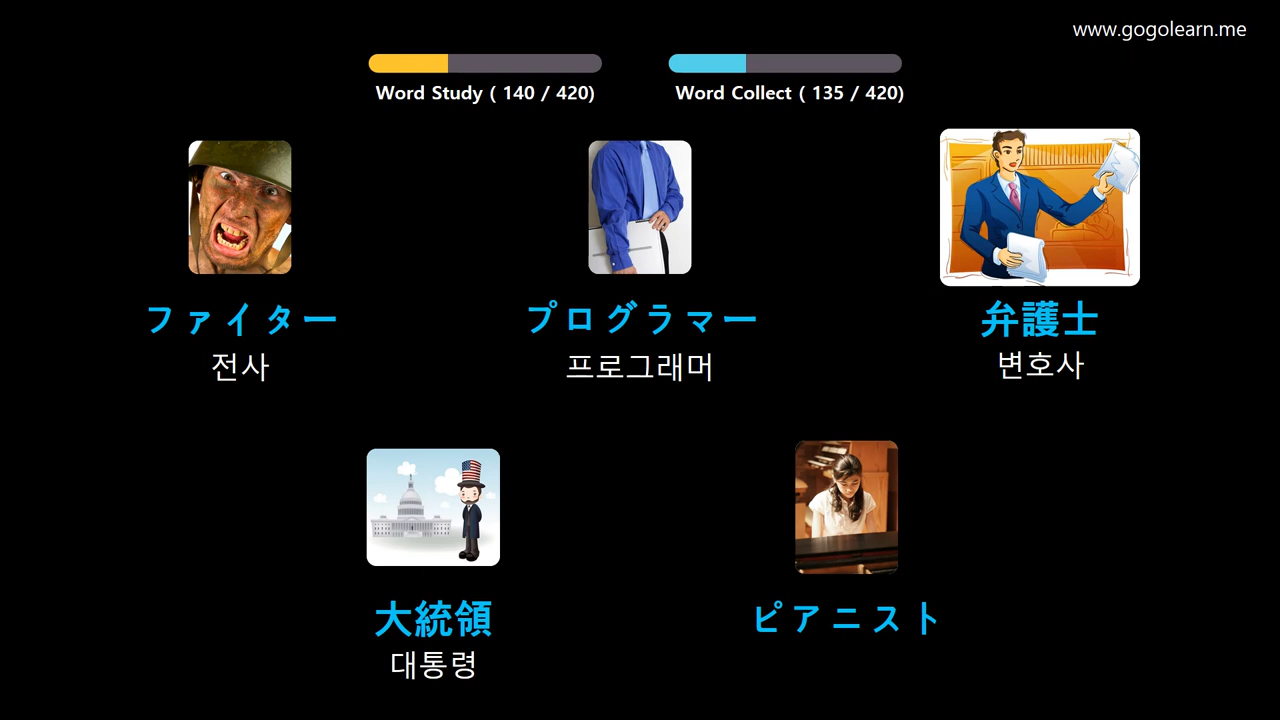 www.gogolearn.me
Word Study ( 140 / 420)
Word Collect ( 135 / 420)
ファイター
전사
プログラマー
프로그래머
弁護士
변호사
大統領
대통령
ピアニスト